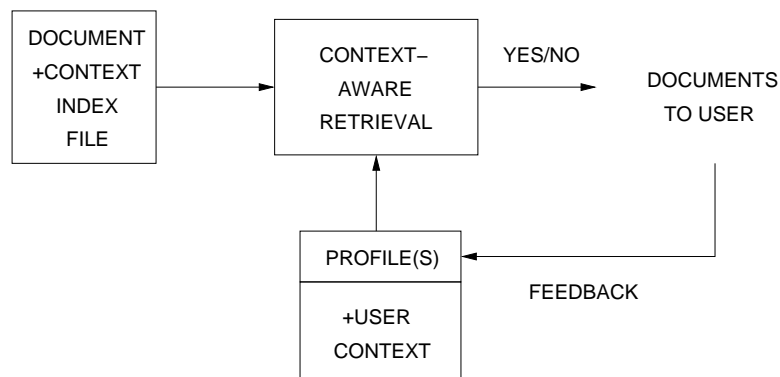 DOCUMENT
+CONTEXT
INDEX
FILE
CONTEXT–
AWARE
RETRIEVAL
YES/NO
DOCUMENTS
TO USER
PROFILE(S)
+USER
CONTEXT
FEEDBACK